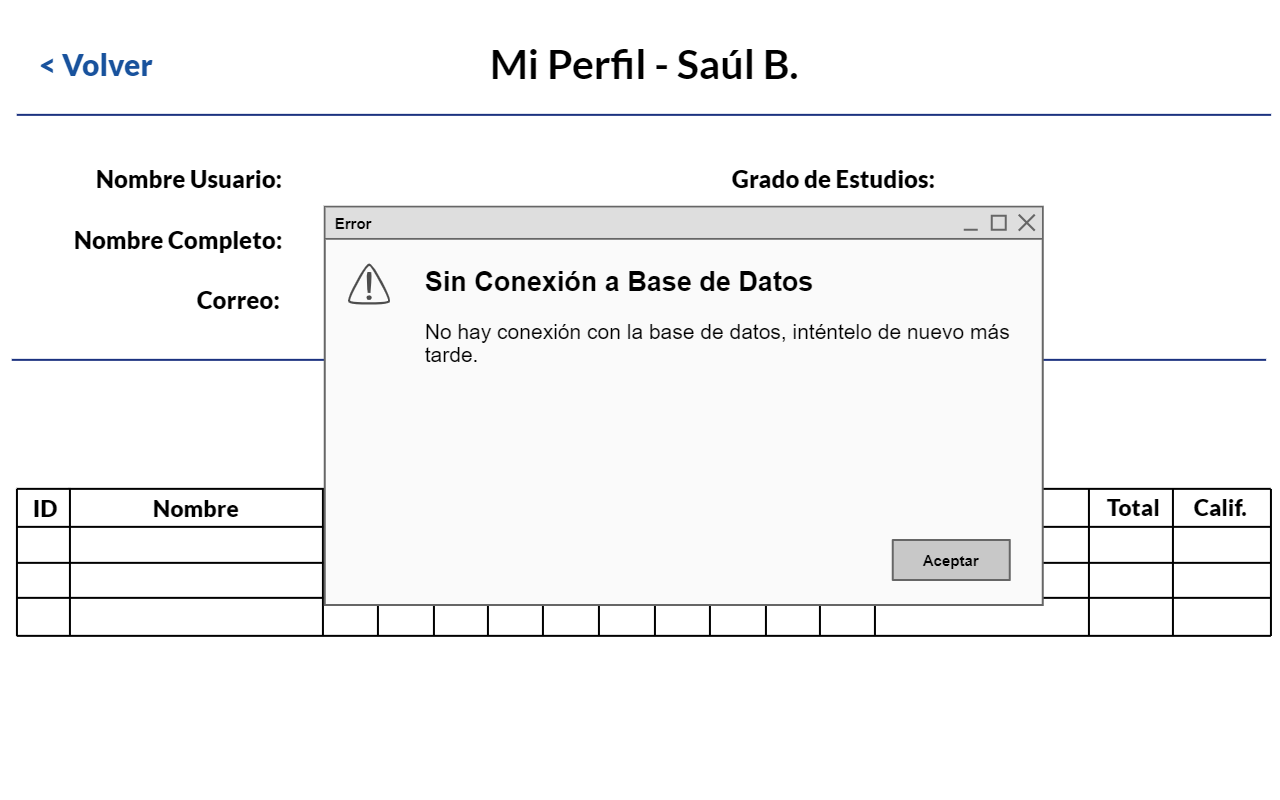 < Volver
Mi Perfil - Saúl B.
Nombre Usuario:
Grado de Estudios:
Nombre Completo:
Correo:
Error
Sin Conexión a Base de Datos
No hay conexión con la base de datos, inténtelo de nuevo más
tarde.
Aceptar
ID
Nombre
Total
Calif.